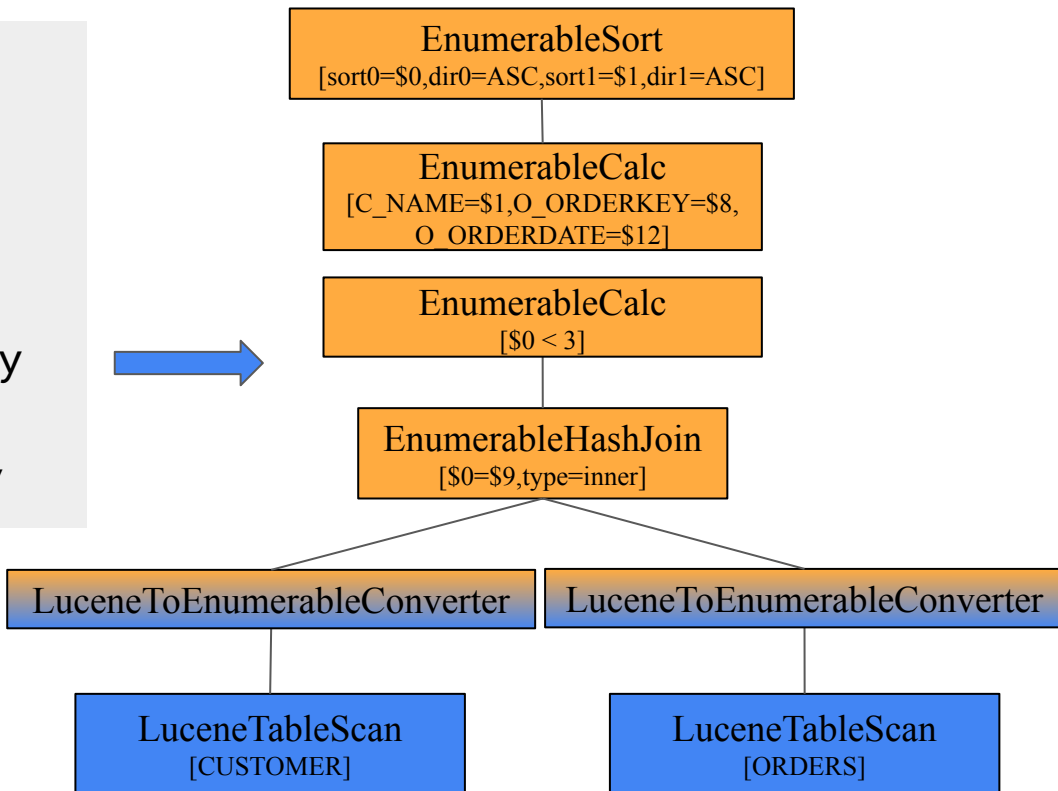 EnumerableSort
[sort0=$0,dir0=ASC,sort1=$1,dir1=ASC]
EnumerableCalc
[C_NAME=$1,O_ORDERKEY=$8,
O_ORDERDATE=$12]
EnumerableCalc
[$0 < 3]
y
EnumerableHashJoin
[$0=$9,type=inner]
LuceneToEnumerableConverter
LuceneToEnumerableConverter
LuceneTableScan
[CUSTOMER]
LuceneTableScan
[ORDERS]